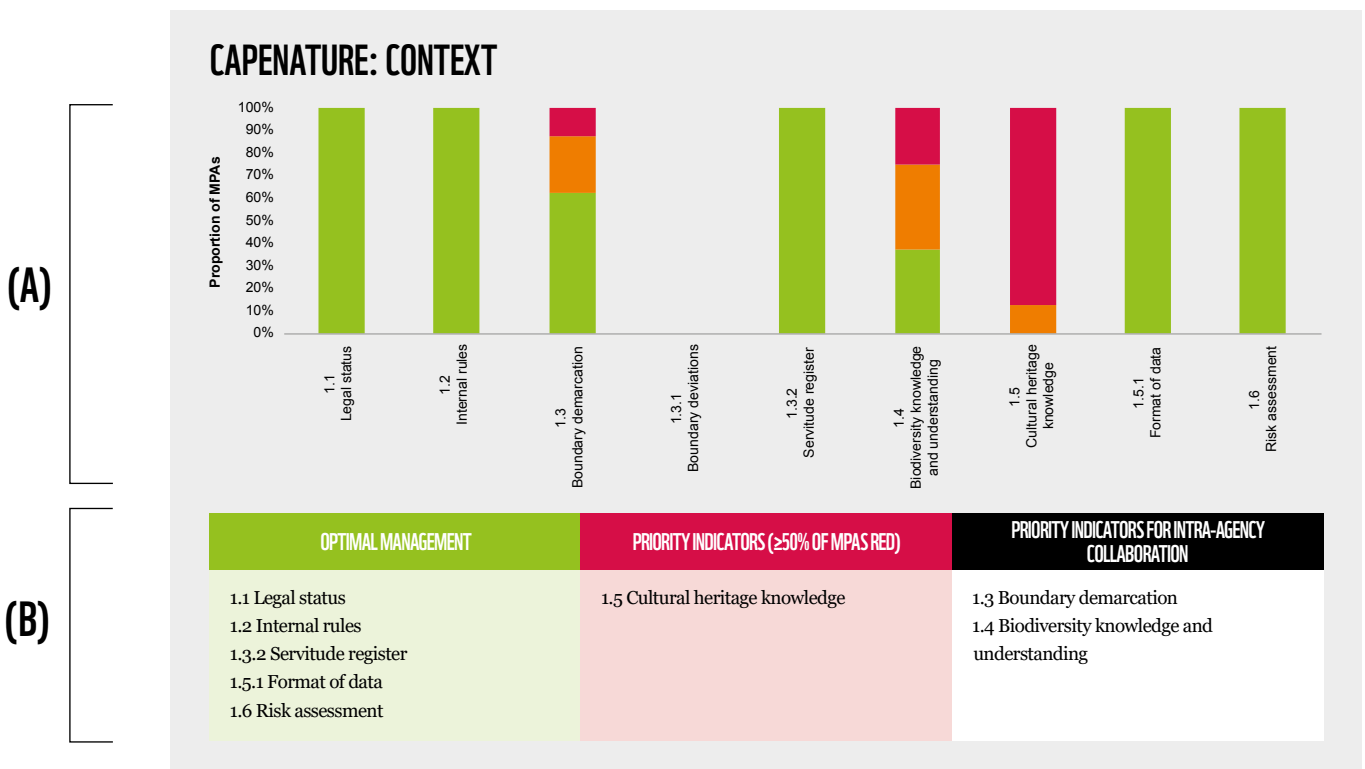 CAPENATURE: CONTEXT
(A)
Proportion of MPAs
100%
90%
80%
70%
60%
50%
40%
30%
20%
10%
0%
1.1
Legal status
1.2
Internal rules
1.3
Boundary demarcation
1.3.1
Boundary deviations
1.3.2
Servitude register
1.4
Biodiversity knowledge
and understanding
1.5
Cultural heritage
knowledge
1.5.1
Format of data
1.6
Risk assessment
(B)
OPTIMAL MANAGEMENT
1.1 Legal status
1.2 Internal rules
1.3.2 Servitude register
1.5.1 Format of data
1.6 Risk assessment
PRIORITY INDICATORS (≥50% OF MPAS RED)
1.5 Cultural heritage knowledge
PRIORITY INDICATORS FOR INTRA-AGENCY
COLLABORATION
1.3 Boundary demarcation
1.4 Biodiversity knowledge and
understanding